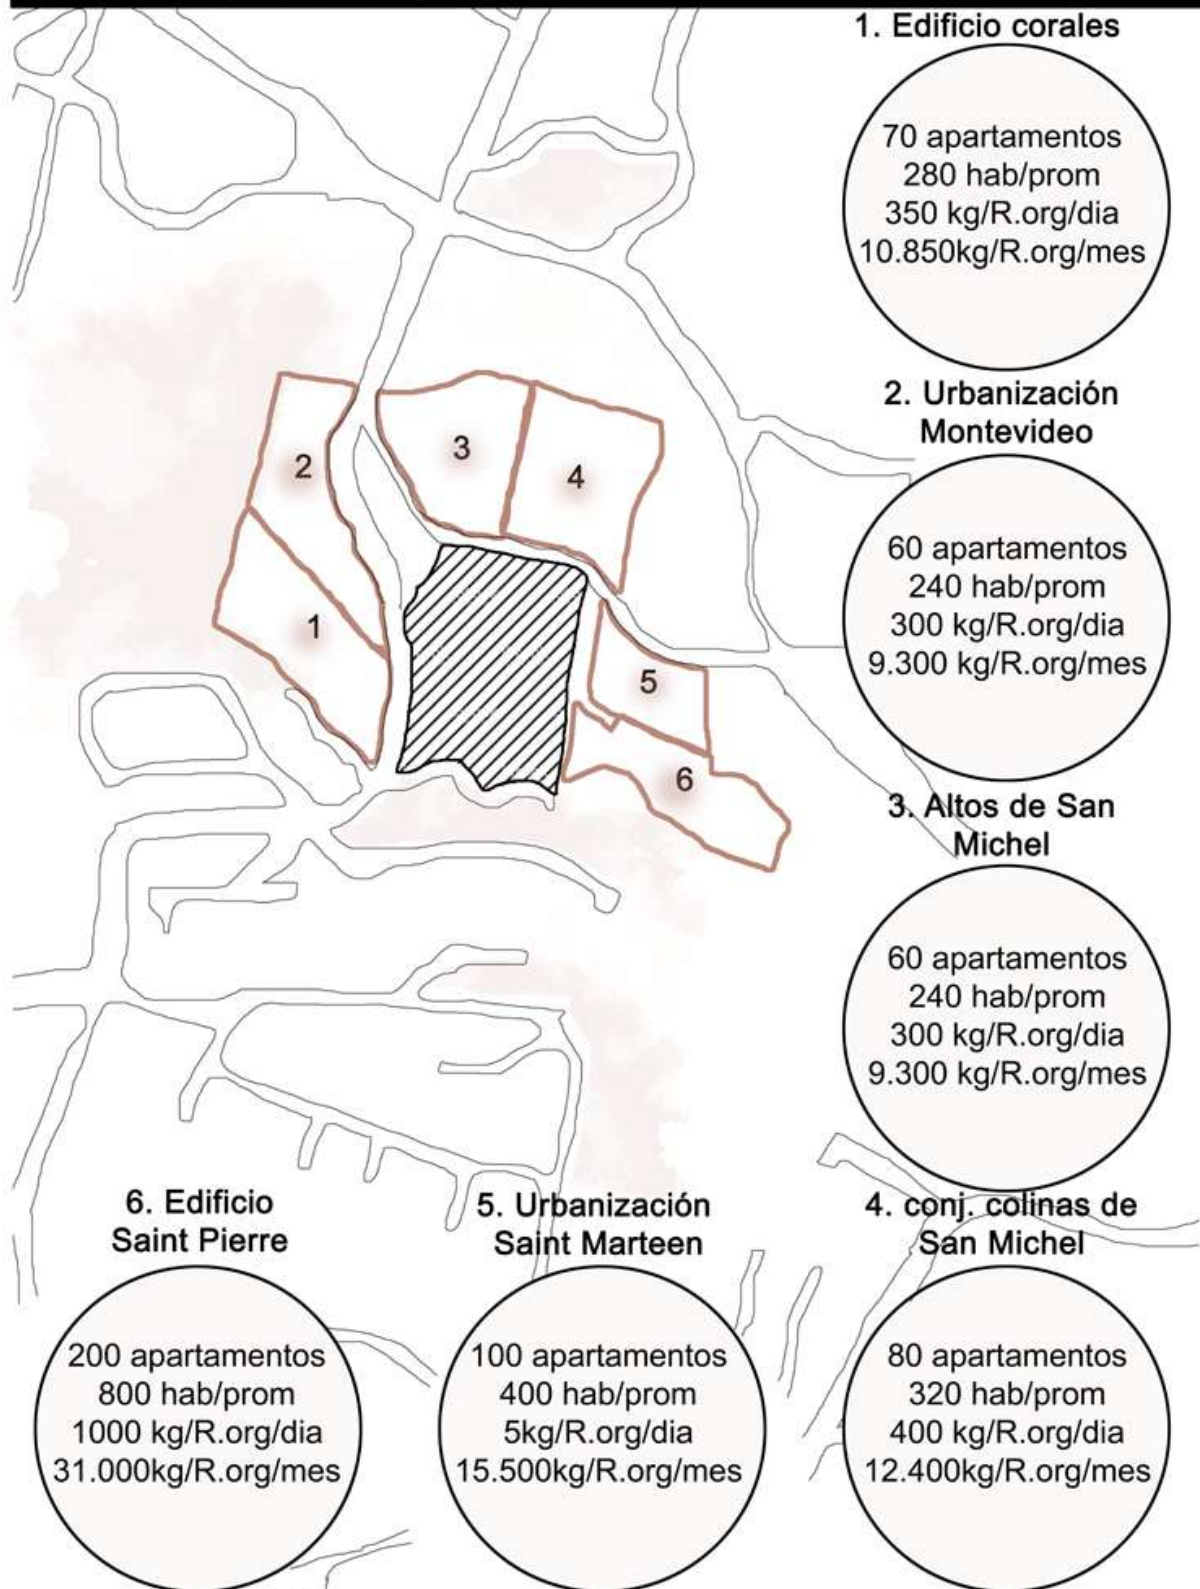 1. Edificio corales
70 apartamentos
280 hab/prom
350 kg/R.org/dia
10.850kg/R.org/mes
2. Urbanización
Montevideo
60 apartamentos
240 hab/prom
300 kg/R.org/dia
9.300 kg/R.org/mes
3. Altos de San
Michel
60 apartamentos
240 hab/prom
300 kg/R.org/dia
9.300 kg/R.org/mes
2
3
4
1
5
6
6. Edificio
Saint Pierre
200 apartamentos
800 hab/prom
1000 kg/R.org/dia
31.000kg/R.org/mes
5. Urbanización
Saint Marteen
100 apartamentos
400 hab/prom
5kg/R.org/dia
15.500kg/R.org/mes
4. conj. colinas de
San Michel
80 apartamentos
320 hab/prom
400 kg/R.org/dia
12.400kg/R.org/mes